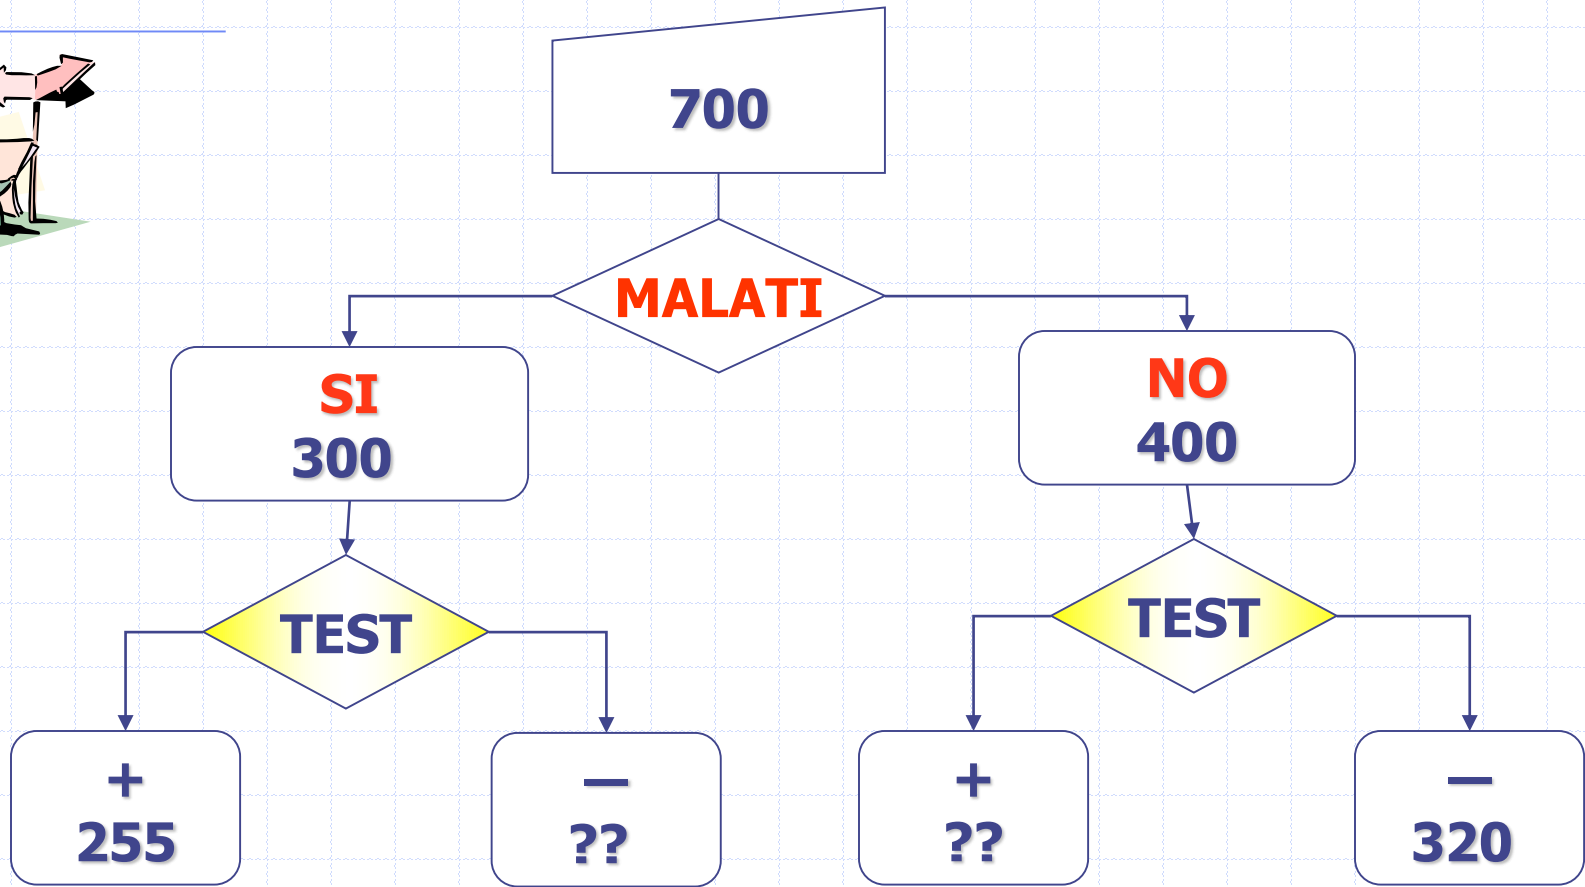 700
MALATI
SI
300
NO
400
TEST
TEST
+
255
–
??
+
??
–
320